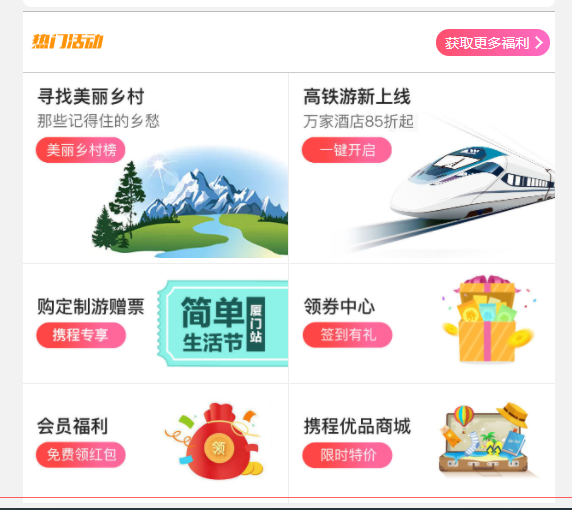 热门活动
获取更多福利
寻找美丽乡村
那些记得住的乡愁
美丽乡村榜
高铁游新上线
万家酒店85折起
一键开启
购定制游赠票
携程专享
简单
生活节
厦门站
领券中心
签到有礼
会员福利
免费领红包
领
携程优品商城
限时特价